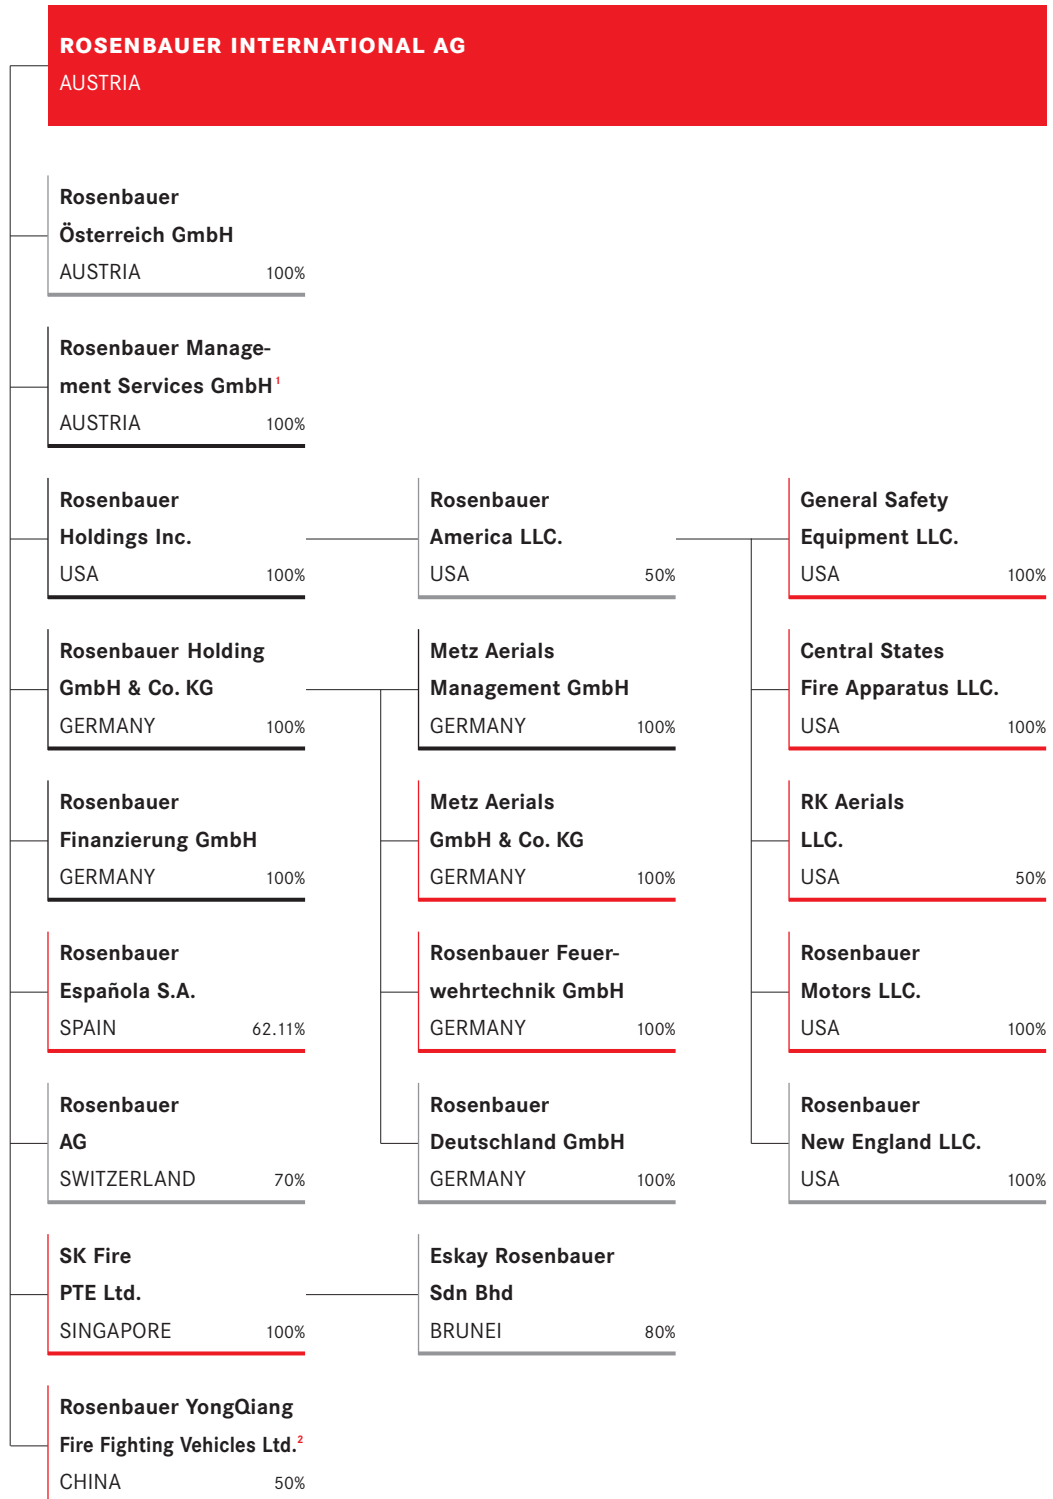 ROSENBAUER INTERNATIONAL AG
AUSTRIA
Rosenbauer
Österreich GmbH
AUSTRIA 100%
Rosenbauer Manage-
ment Services GmbH1
AUSTRIA 100%
Rosenbauer
Holdings Inc.
USA 100%
Rosenbauer
America LLC.
USA 50%
General Safety
Equipment LLC.
USA 100%
Rosenbauer Holding
GmbH & Co. KG
GERMANY 100%
Metz Aerials
Management GmbH
GERMANY 100%
Central States
Fire Apparatus LLC.
USA 100%
Rosenbauer
Finanzierung GmbH
GERMANY 100%
Metz Aerials
GmbH & Co. KG
GERMANY 100%
RK Aerials
LLC.
USA 50%
Rosenbauer
Española S.A.
SPAIN 62.11%
Rosenbauer Feuer-
wehrtechnik GmbH
GERMANY 100%
Rosenbauer
Motors LLC.
USA 100%
Rosenbauer
AG
SWITZERLAND 70%
Rosenbauer
Deutschland GmbH
GERMANY 100%
Rosenbauer
New England LLC.
USA 100%
SK Fire
PTE Ltd.
SINGAPORE 100%
Eskay Rosenbauer
Sdn Bhd
BRUNEI 80%
Rosenbauer YongQiang
Fire Fighting Vehicles Ltd.2
CHINA 50%